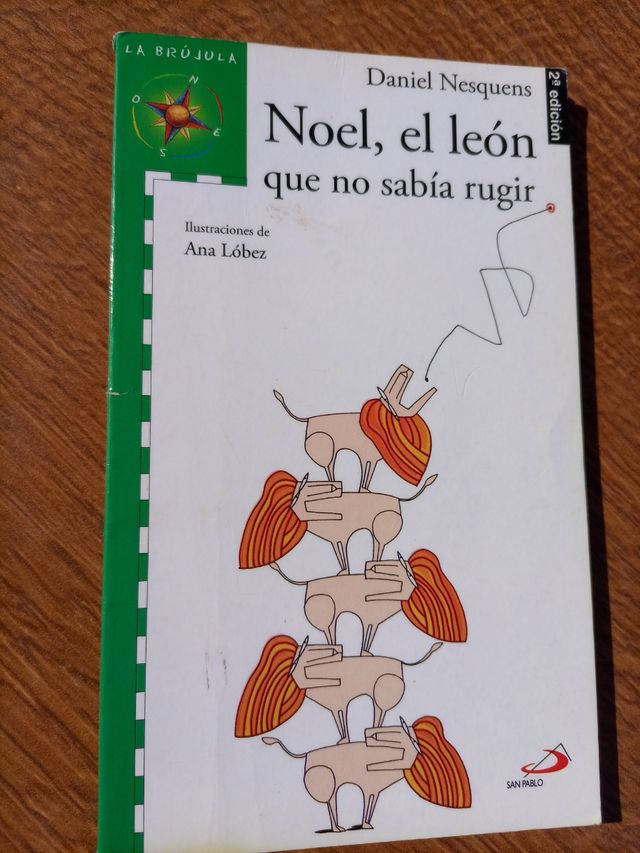 LA BRÚJULA
N
O
E
S
Daniel Nesquens
2ª edición
Noel, el león
que no sabía rugir
Ilustraciones de
Ana Lóbez
SAN PABLO